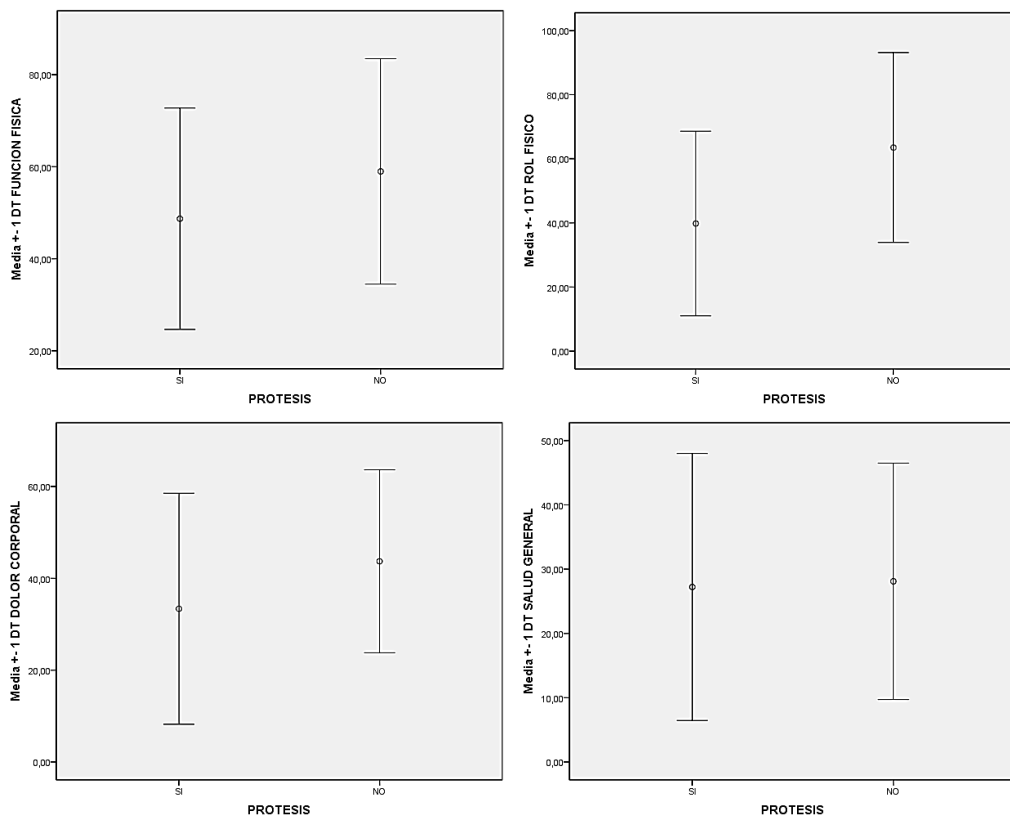 Media +- 1 DT FUNCION FISICA
80,00
60,00
40,00
20,00
SI
NO
PROTESIS
Media +- 1 DT ROL FISICO
100,00
80,00
60,00
40,00
20,00
0,00
SI
NO
PROTESIS
Media +- 1 DT DOLOR CORPORAL
60,00
40,00
20,00
0,00
SI
NO
PROTESIS
Media +- 1 DT SALUD GENERAL
50,00
40,00
30,00
20,00
10,00
0,00
SI
NO
PROTESIS